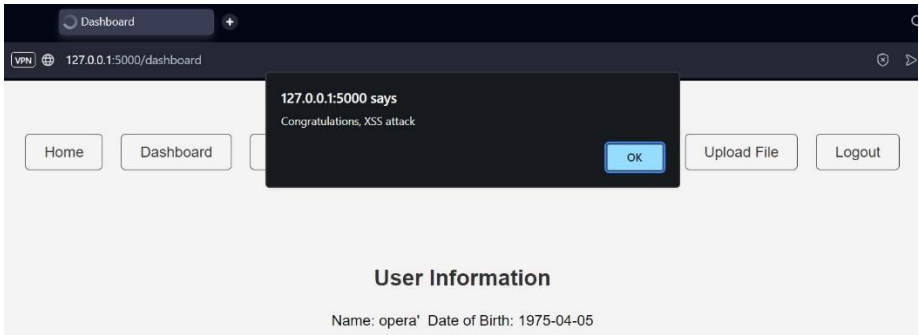 Dashboard
VPN 127.0.0.1:5000/dashboard
127.0.0.1:5000 says
Congratulations, XSS attack
OK
Home Dashboard Upload File Logout
User Information
Name: opera' Date of Birth: 1975-04-05